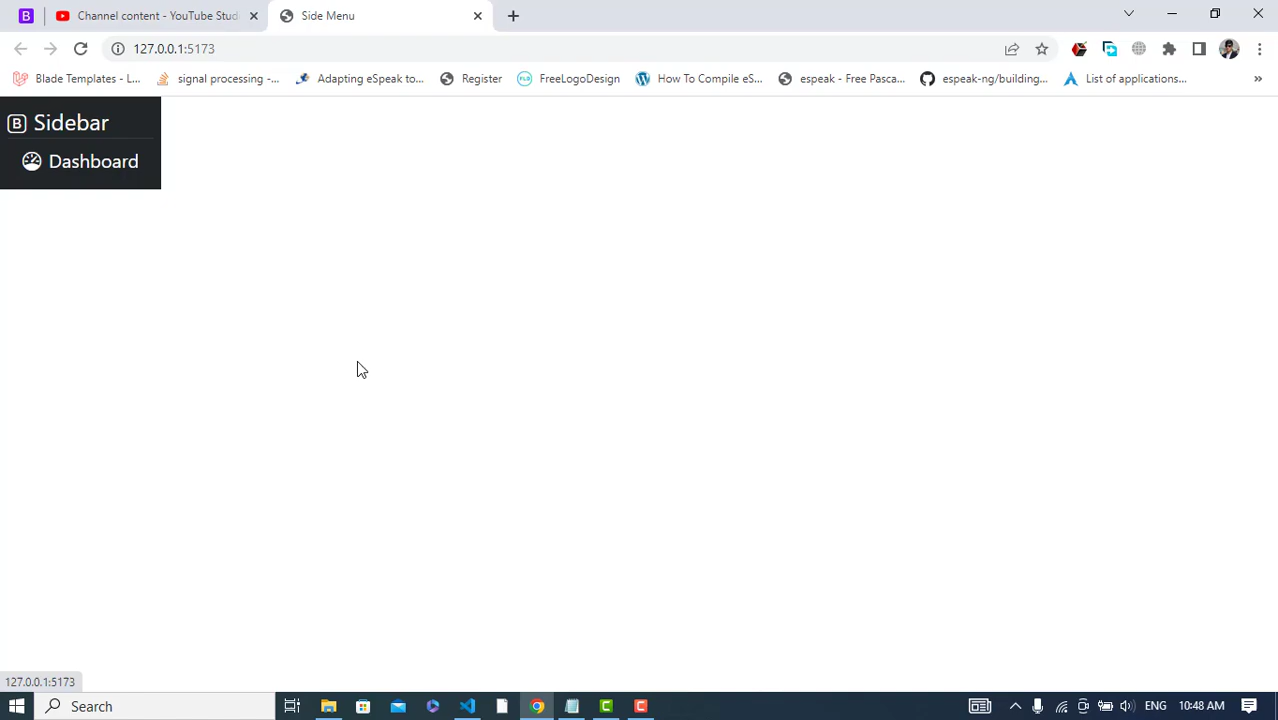 Channel content - YouTube Stud
Side Menu
127.0.0.1:5173
Blade Templates - L...
signal processing -...
Adapting eSpeak to...
Register
FLD
FreeLogoDesign
How To Compile eS...
espeak - Free Pasca...
espeak-ng/building...
List of applications...
»
B Sidebar
Dashboard
127.0.0.1:5173
Search
ENG
10:48 AM